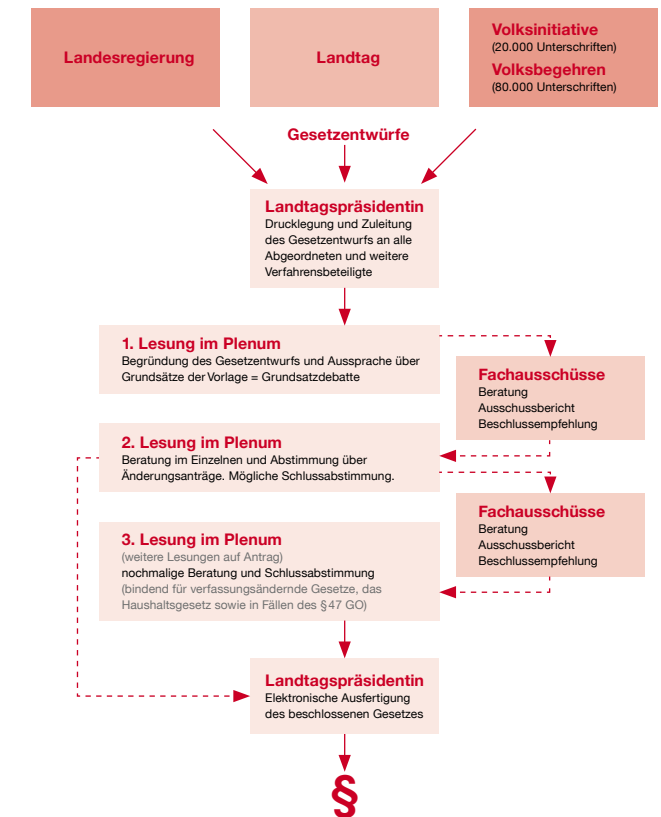 Landesregierung
Landtag
Volksinitiative
(20.000 Unterschriften)
Volksbegehren
(80.000 Unterschriften)
Gesetzentwürfe
Landtagspräsidentin
Drucklegung und Zuleitung
des Gesetzentwurfs an alle
Abgeordneten und weitere
Verfahrensbeteiligte
1. Lesung im Plenum
Begründung des Gesetzentwurfs und Aussprache über
Grundsätze der Vorlage = Grundsatzdebatte
Fachausschüsse
Beratung
Ausschussbericht
Beschlussempfehlung
2. Lesung im Plenum
Beratung im Einzelnen und Abstimmung über
Änderungsanträge. Mögliche Schlussabstimmung.
Fachausschüsse
Beratung
Ausschussbericht
Beschlussempfehlung
3. Lesung im Plenum
(weitere Lesungen auf Antrag)
nochmalige Beratung und Schlussabstimmung
(bindend für verfassungsändernde Gesetze, das
Haushaltsgesetz sowie in Fällen des § 47 GO)
Landtagspräsidentin
Elektronische Ausfertigung
des beschlossenen Gesetzes
§